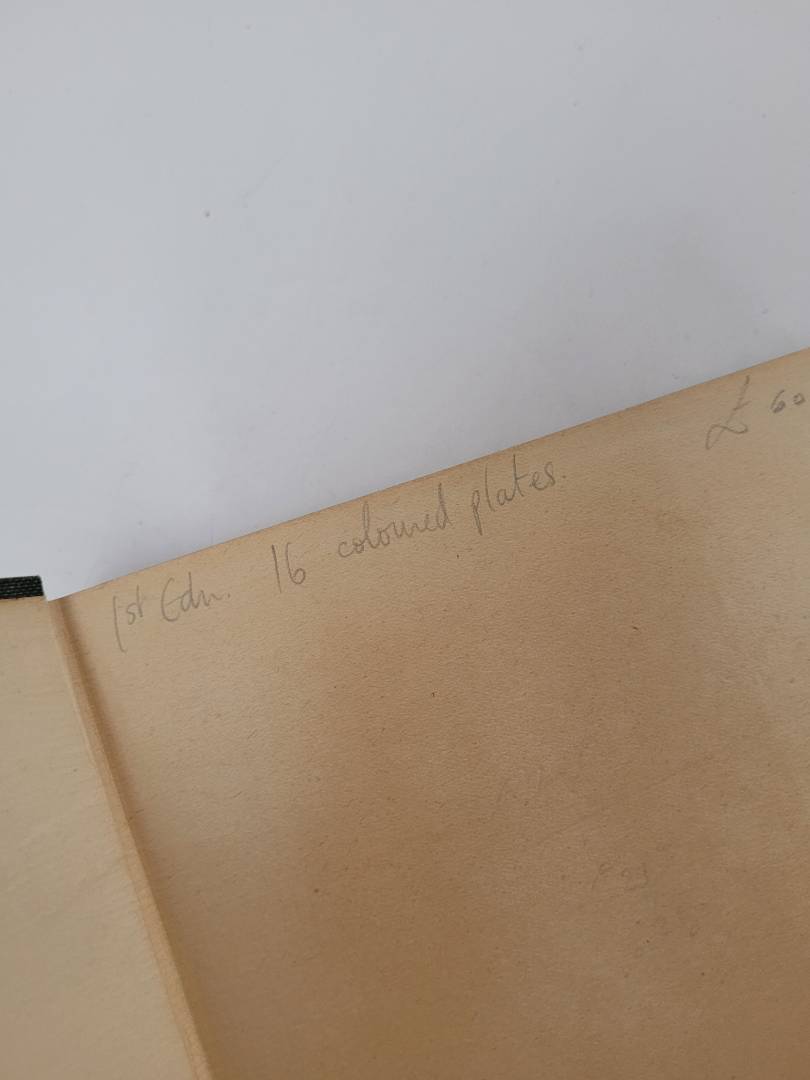 1st Edn. 16 coloured plates.
£60